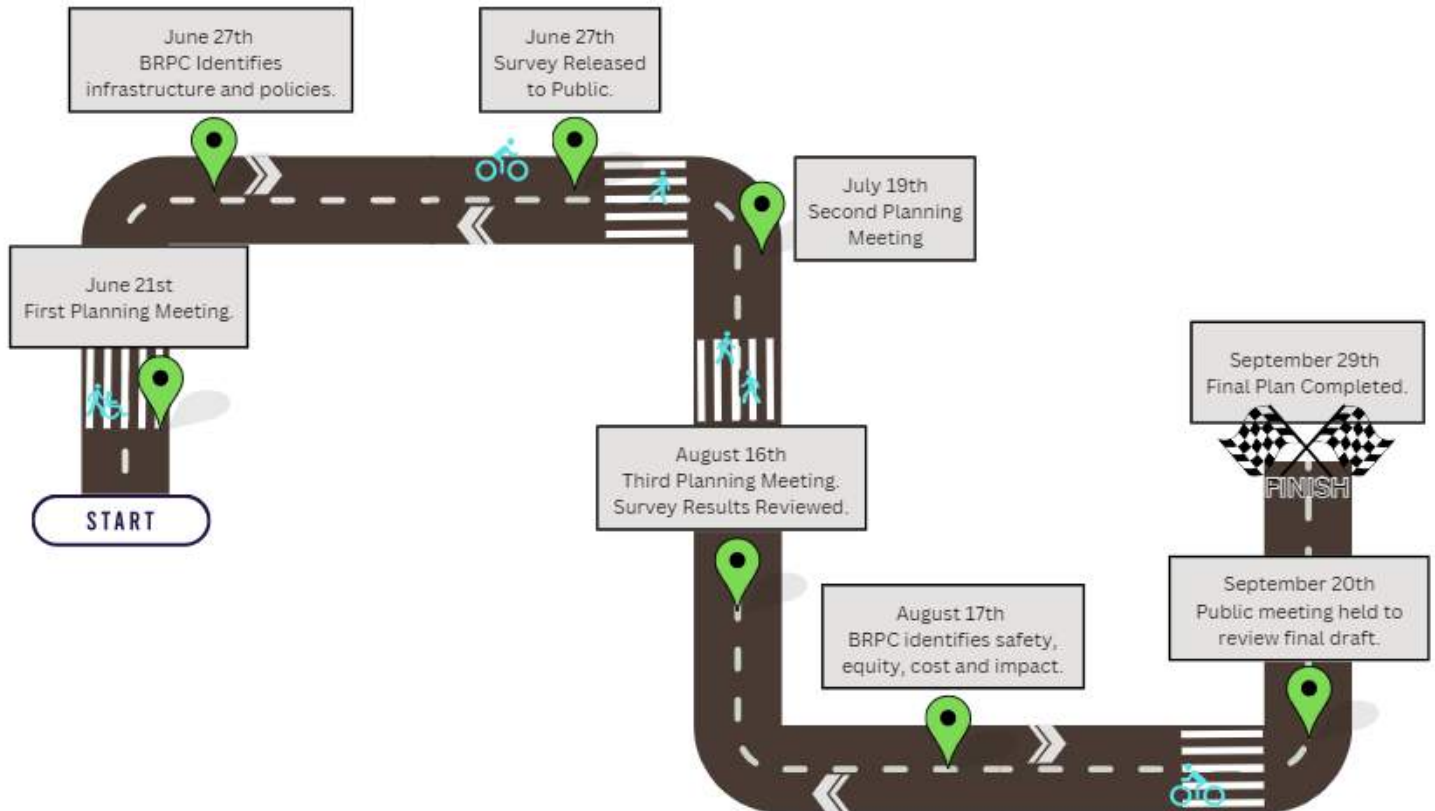 START
June 21st
First Planning Meeting.
June 27th
BRPC Identifies
infrastructure and policies.
June 27th
Survey Released
to Public.
July 19th
Second Planning
Meeting
August 16th
Third Planning Meeting.
Survey Results Reviewed.
August 17th
BRPC identifies safety,
equity, cost and impact.
September 20th
Public meeting held to
review final draft.
September 29th
Final Plan Completed.
FINISH